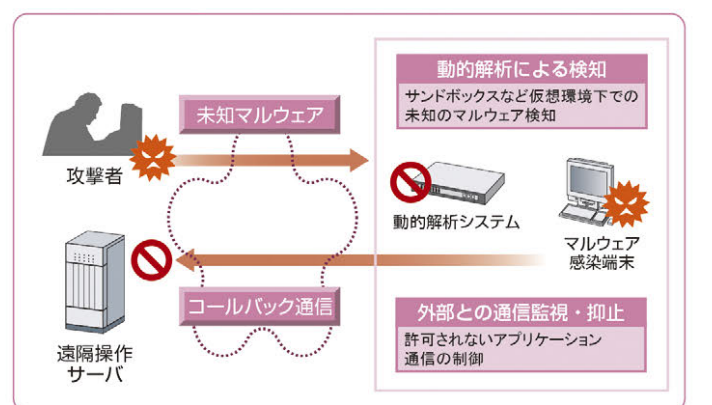 動的解析による検知
サンドボックスなど仮想環境下での
未知のマルウェア検知
未知マルウェア
攻撃者
動的解析システム
マルウェア
感染端末
コールバック通信
外部との通信監視・抑止
許可されないアプリケーション
通信の制御
遠隔操作
サーバ